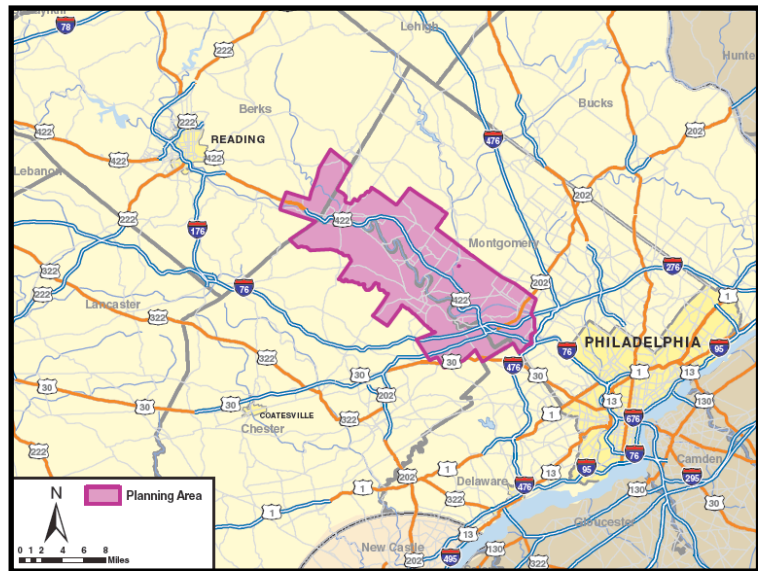 Lehigh
78
222
Hunte
Bucks
Berks
422
222
202
READING
476
422
422
Lebanon
202
222
422
176
Montgomery
276
202
322
76
1
222
422
Lancaster
322
PHILADELPHIA
95
76
322
30
476
1
13
30
30
30
202
30
13
130
COATESVILLE
1
Chester
322
676
222
76
Camden
1
202
13
95
295
Delaware
476
130
30
322
1
1
Gloucester
13
New Castle
202
495
130
322
N
Planning Area
0 1 2 4 6 8
Miles